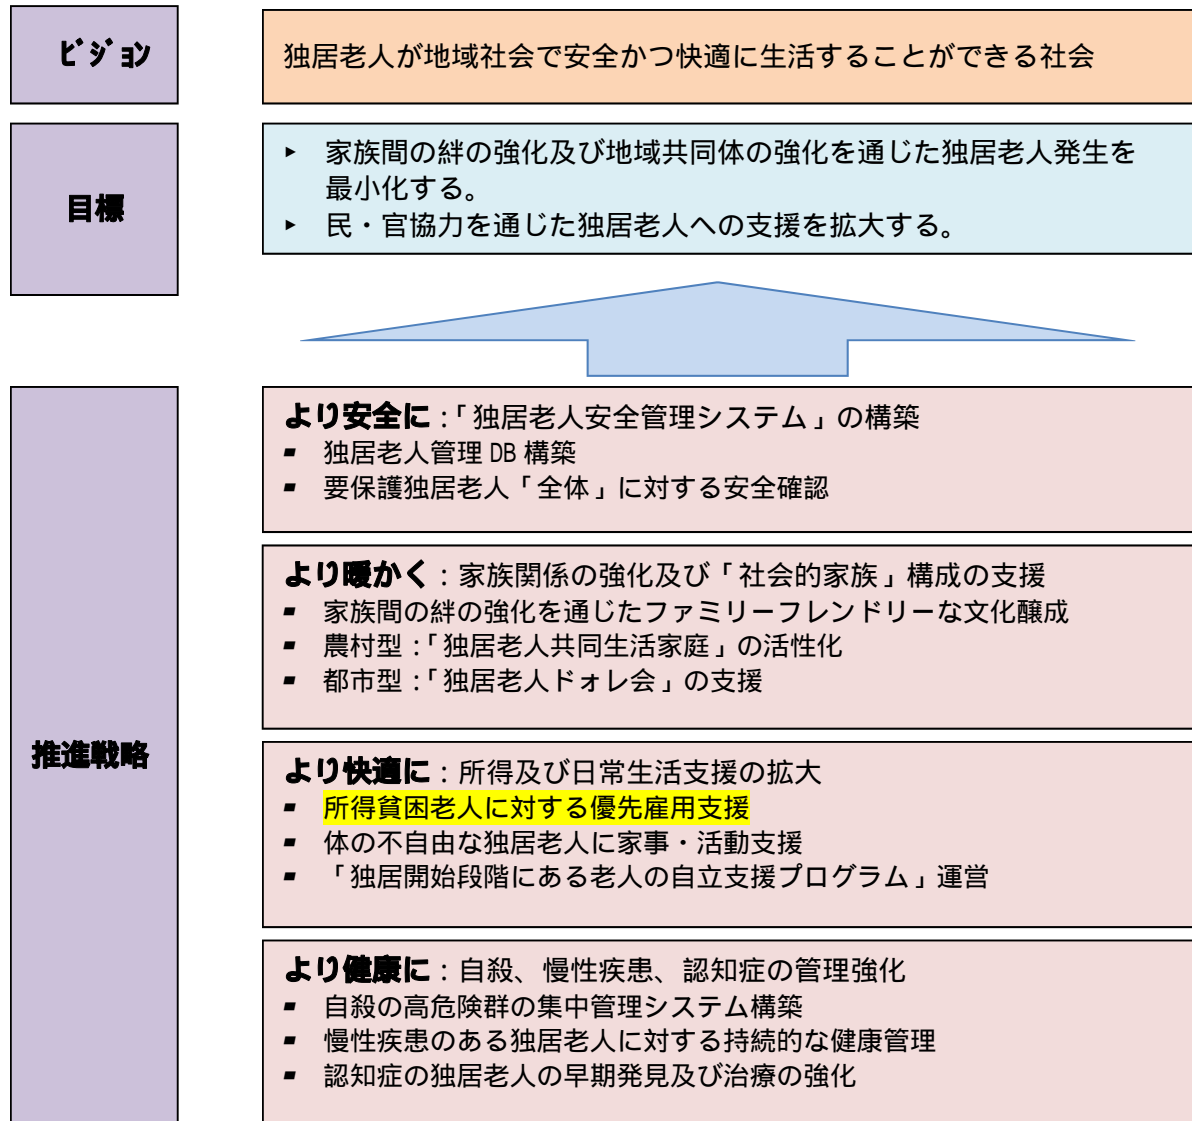 ビジョン
独居老人が地域社会で安全かつ快適に生活することができる社会
目標
▸ 家族間の絆の強化及び地域共同体の強化を通じた独居老人発生を
最小化する。
▸ 民・官協力を通じた独居老人への支援を拡大する。
推進戦略
より安全に:「独居老人安全管理システム」の構築
▪ 独居老人管理 DB 構築
▪ 要保護独居老人「全体」に対する安全確認
より暖かく:家族関係の強化及び「社会的家族」構成の支援
▪ 家族間の絆の強化を通じたファミリーフレンドリーな文化醸成
▪ 農村型:「独居老人共同生活家庭」の活性化
▪ 都市型:「独居老人ドォレ会」の支援
より快適に:所得及び日常生活支援の拡大
▪ 所得貧困老人に対する優先雇用支援
▪ 体の不自由な独居老人に家事・活動支援
▪ 「独居開始段階にある老人の自立支援プログラム」運営
より健康に:自殺、慢性疾患、認知症の管理強化
▪ 自殺の高危険群の集中管理システム構築
▪ 慢性疾患のある独居老人に対する持続的な健康管理
▪ 認知症の独居老人の早期発見及び治療の強化